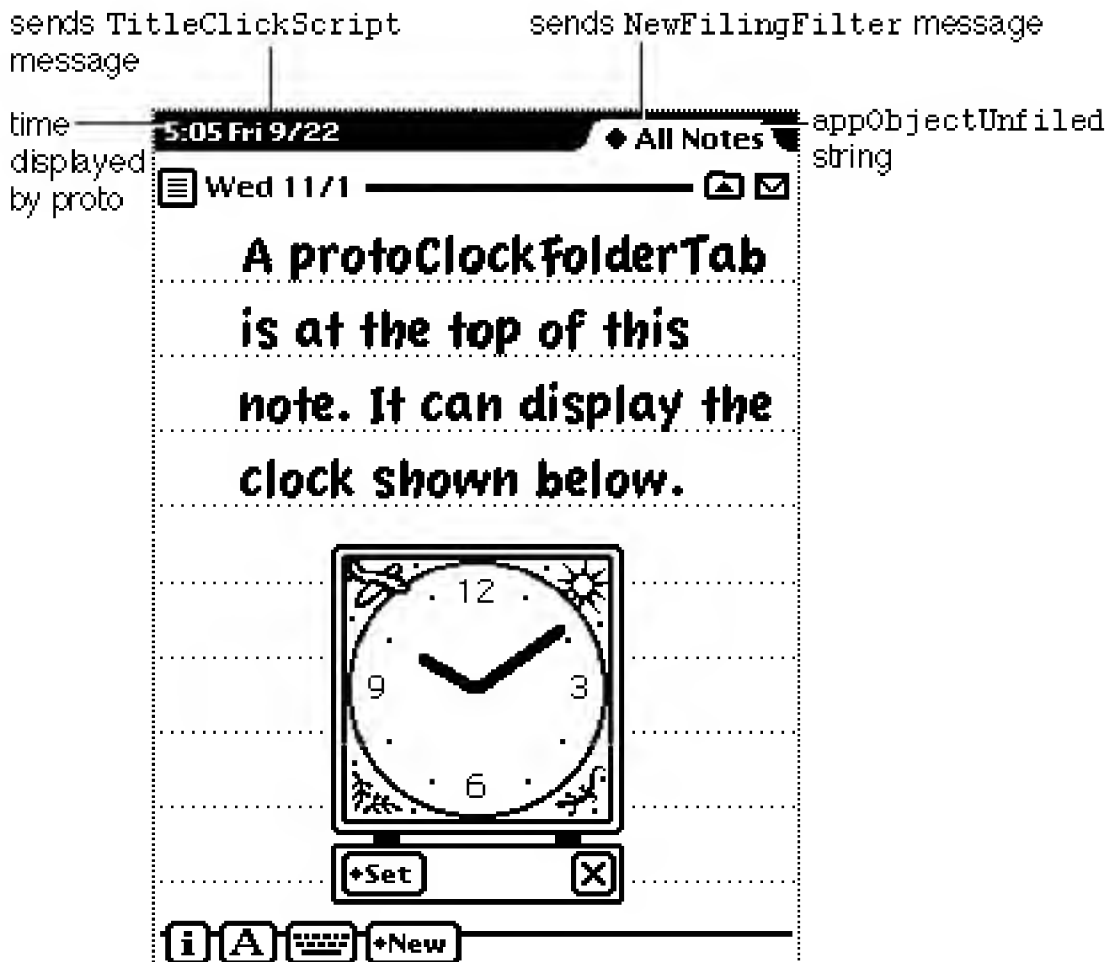 sends TitleClickScript
message
sends NewFilingFilter message
time
displayed
by proto
5:05 Fri 9/22
◆ All Notes
appObjectUnfiled
string
Wed 11/1
A protoClockFolderTab
is at the top of this
note. It can display the
clock shown below.
12
9
3
6
◆Set
X
i
A
◆New